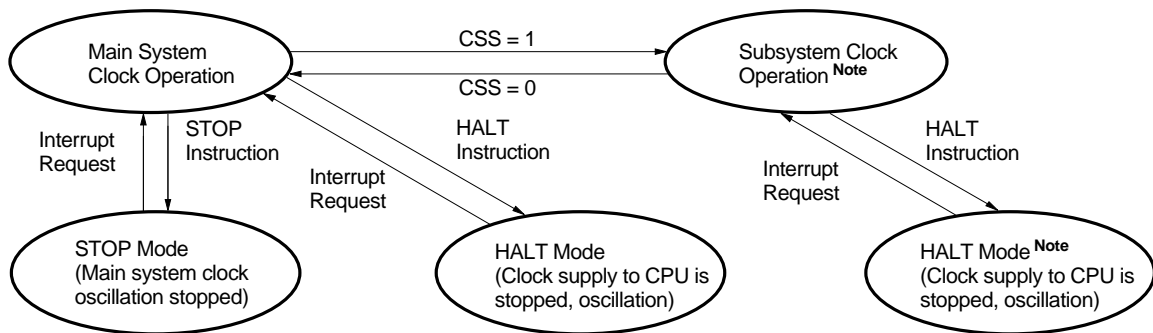 Main System
Clock Operation
CSS = 1
CSS = 0
Subsystem Clock
Operation Note
Interrupt
Request
STOP
Instruction
HALT
Instruction
Interrupt
Request
HALT
Instruction
Interrupt
Request
STOP Mode
(Main system clock
oscillation stopped)
HALT Mode
(Clock supply to CPU is
stopped, oscillation)
HALT Mode Note
(Clock supply to CPU is
stopped, oscillation)